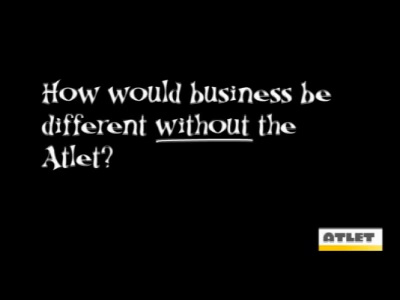 How would business be
different without the
Atlet?
ATLET